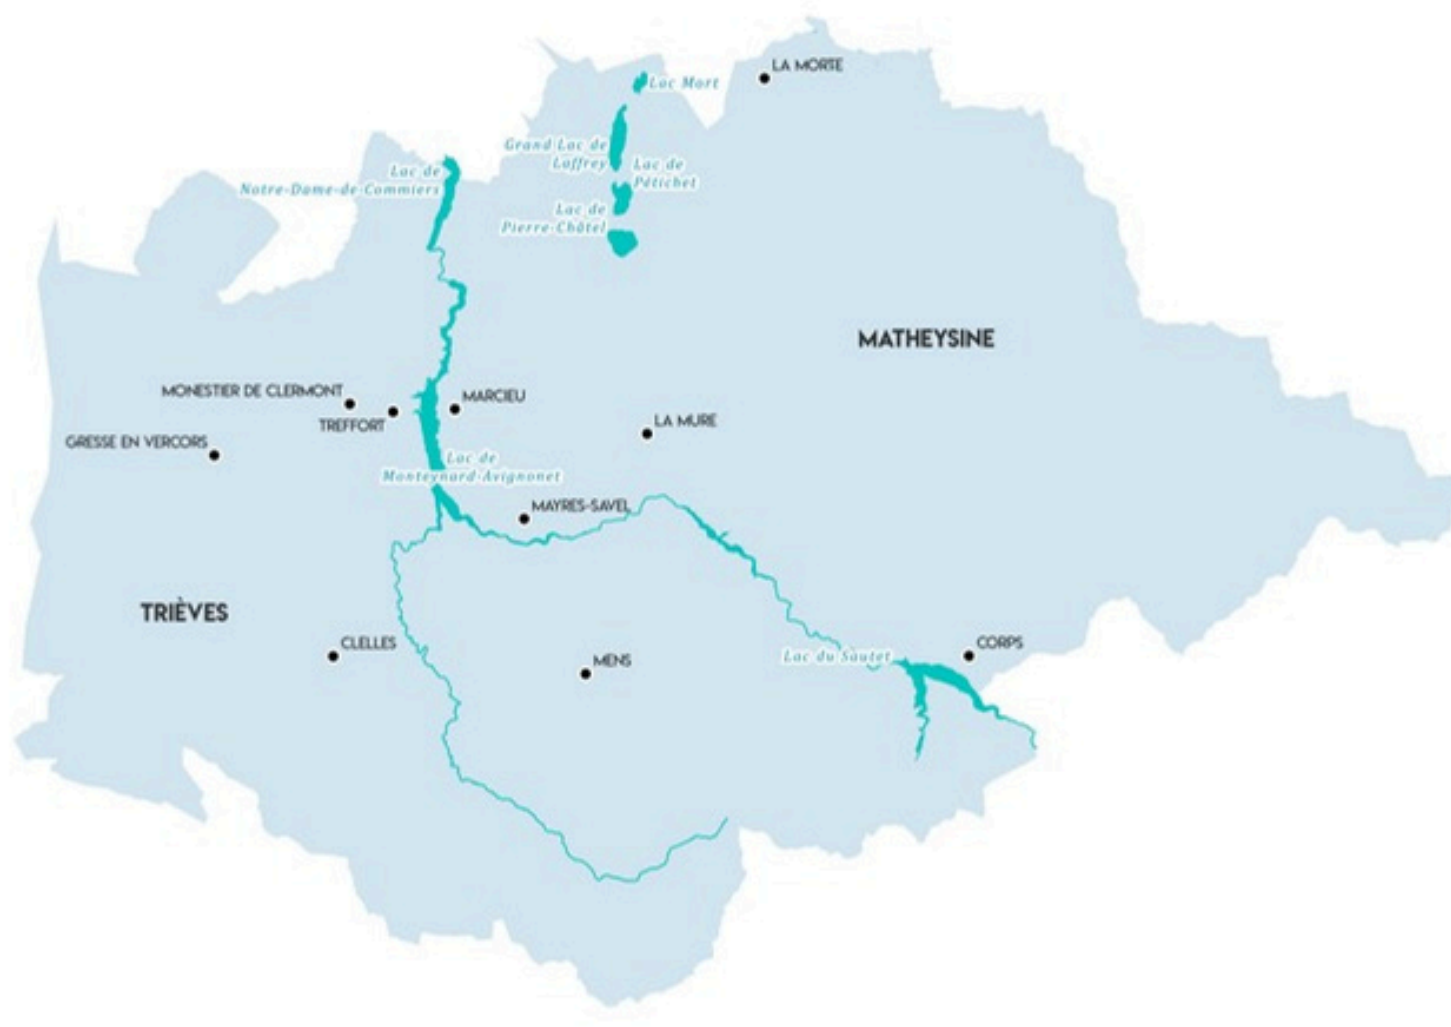 LA MORTE
Lac Mort
Grand Lac de
Laffrey
Lac de
Pétichet
Lac de
Notre-Dame-de-Commiers
Lac de
Pierre-Châtel
MATHEYSINE
MONESTIER DE CLERMONT
MARCIEU
TREFFORT
LA MURE
GRESSE EN VERCORS
Lac de
Monteynard-Avignonet
MAYRES-SAVEL
TRIÈVES
CLELLES
MENS
Lac du Sautet
CORPS